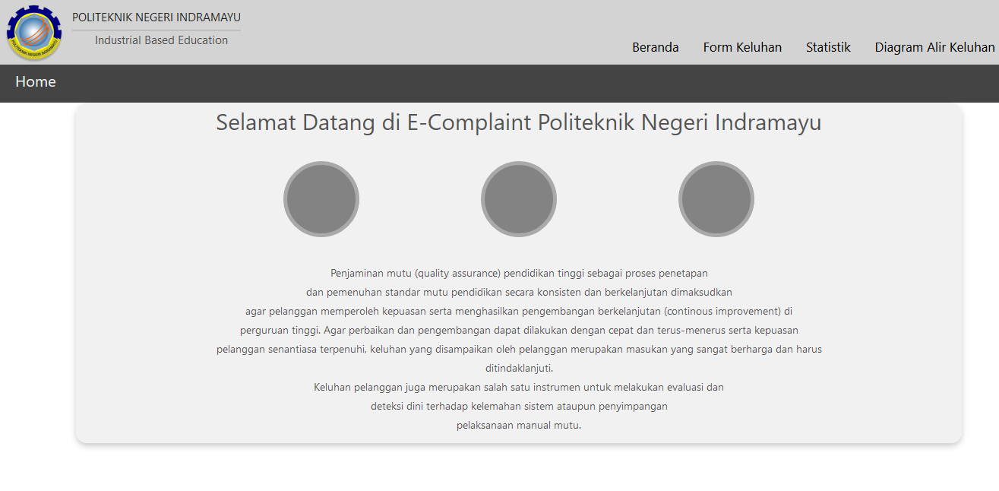 POLITEKNIK NEGERI INDRAMAYU
Industrial Based Education
POLITEKNIK NEGERI INDRAMAYU
Beranda Form Keluhan Statistik Diagram Alir Keluhan
Home
Selamat Datang di E-Complaint Politeknik Negeri Indramayu
Penjaminan mutu (quality assurance) pendidikan tinggi sebagai proses penetapan
dan pemenuhan standar mutu pendidikan secara konsisten dan berkelanjutan dimaksudkan
agar pelanggan memperoleh kepuasan serta menghasilkan pengembangan berkelanjutan (continous improvement) di
perguruan tinggi. Agar perbaikan dan pengembangan dapat dilakukan dengan cepat dan terus-menerus serta kepuasan
pelanggan senantiasa terpenuhi, keluhan yang disampaikan oleh pelanggan merupakan masukan yang sangat berharga dan harus
ditindaklanjuti.
Keluhan pelanggan juga merupakan salah satu instrumen untuk melakukan evaluasi dan
deteksi dini terhadap kelemahan sistem ataupun penyimpangan
pelaksanaan manual mutu.